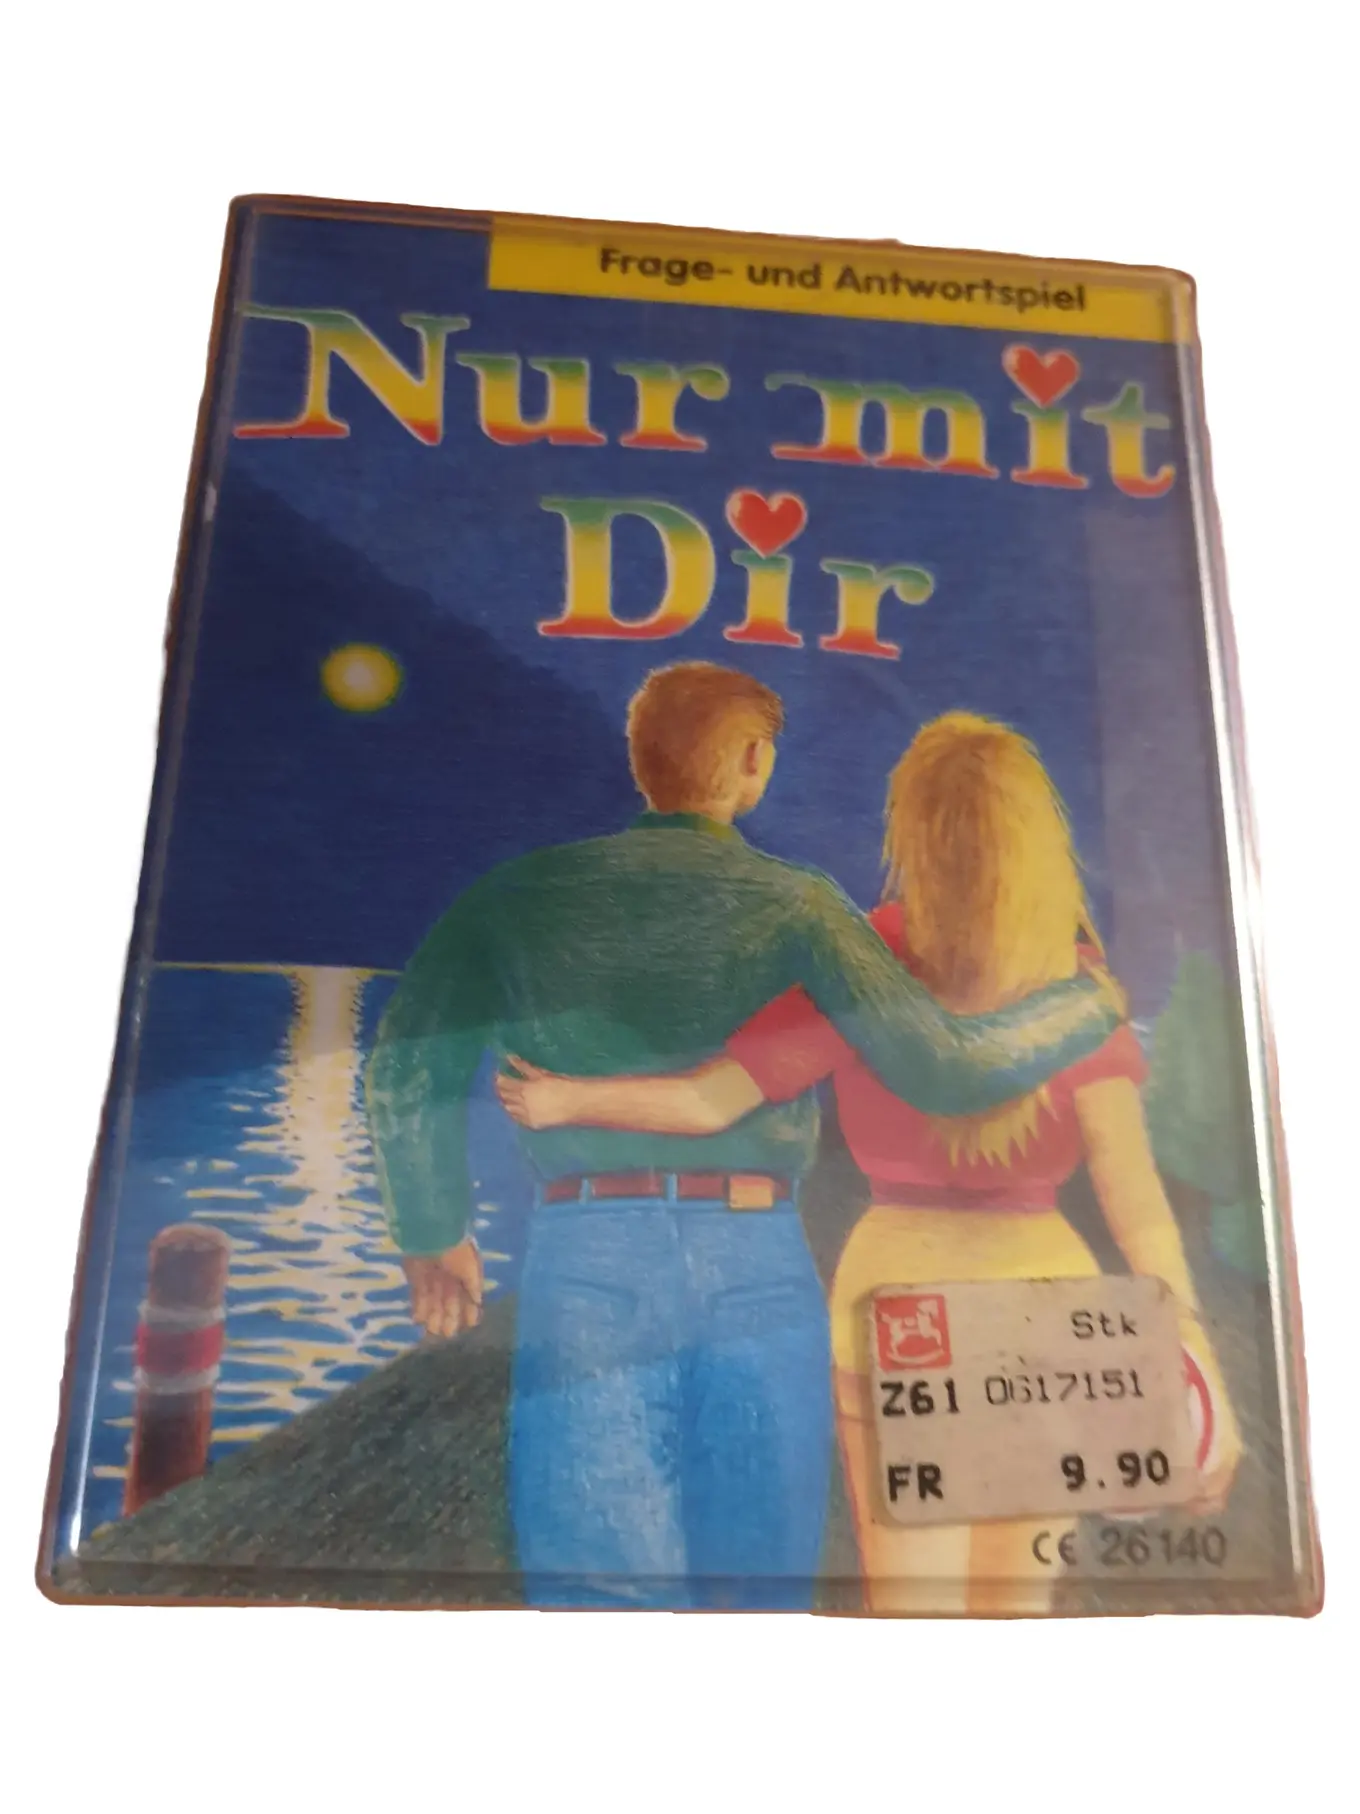 Frage- und Antwortspiel
Nur mit
Dir
Stk
Z61 0617151
FR 9.90
CE 26140